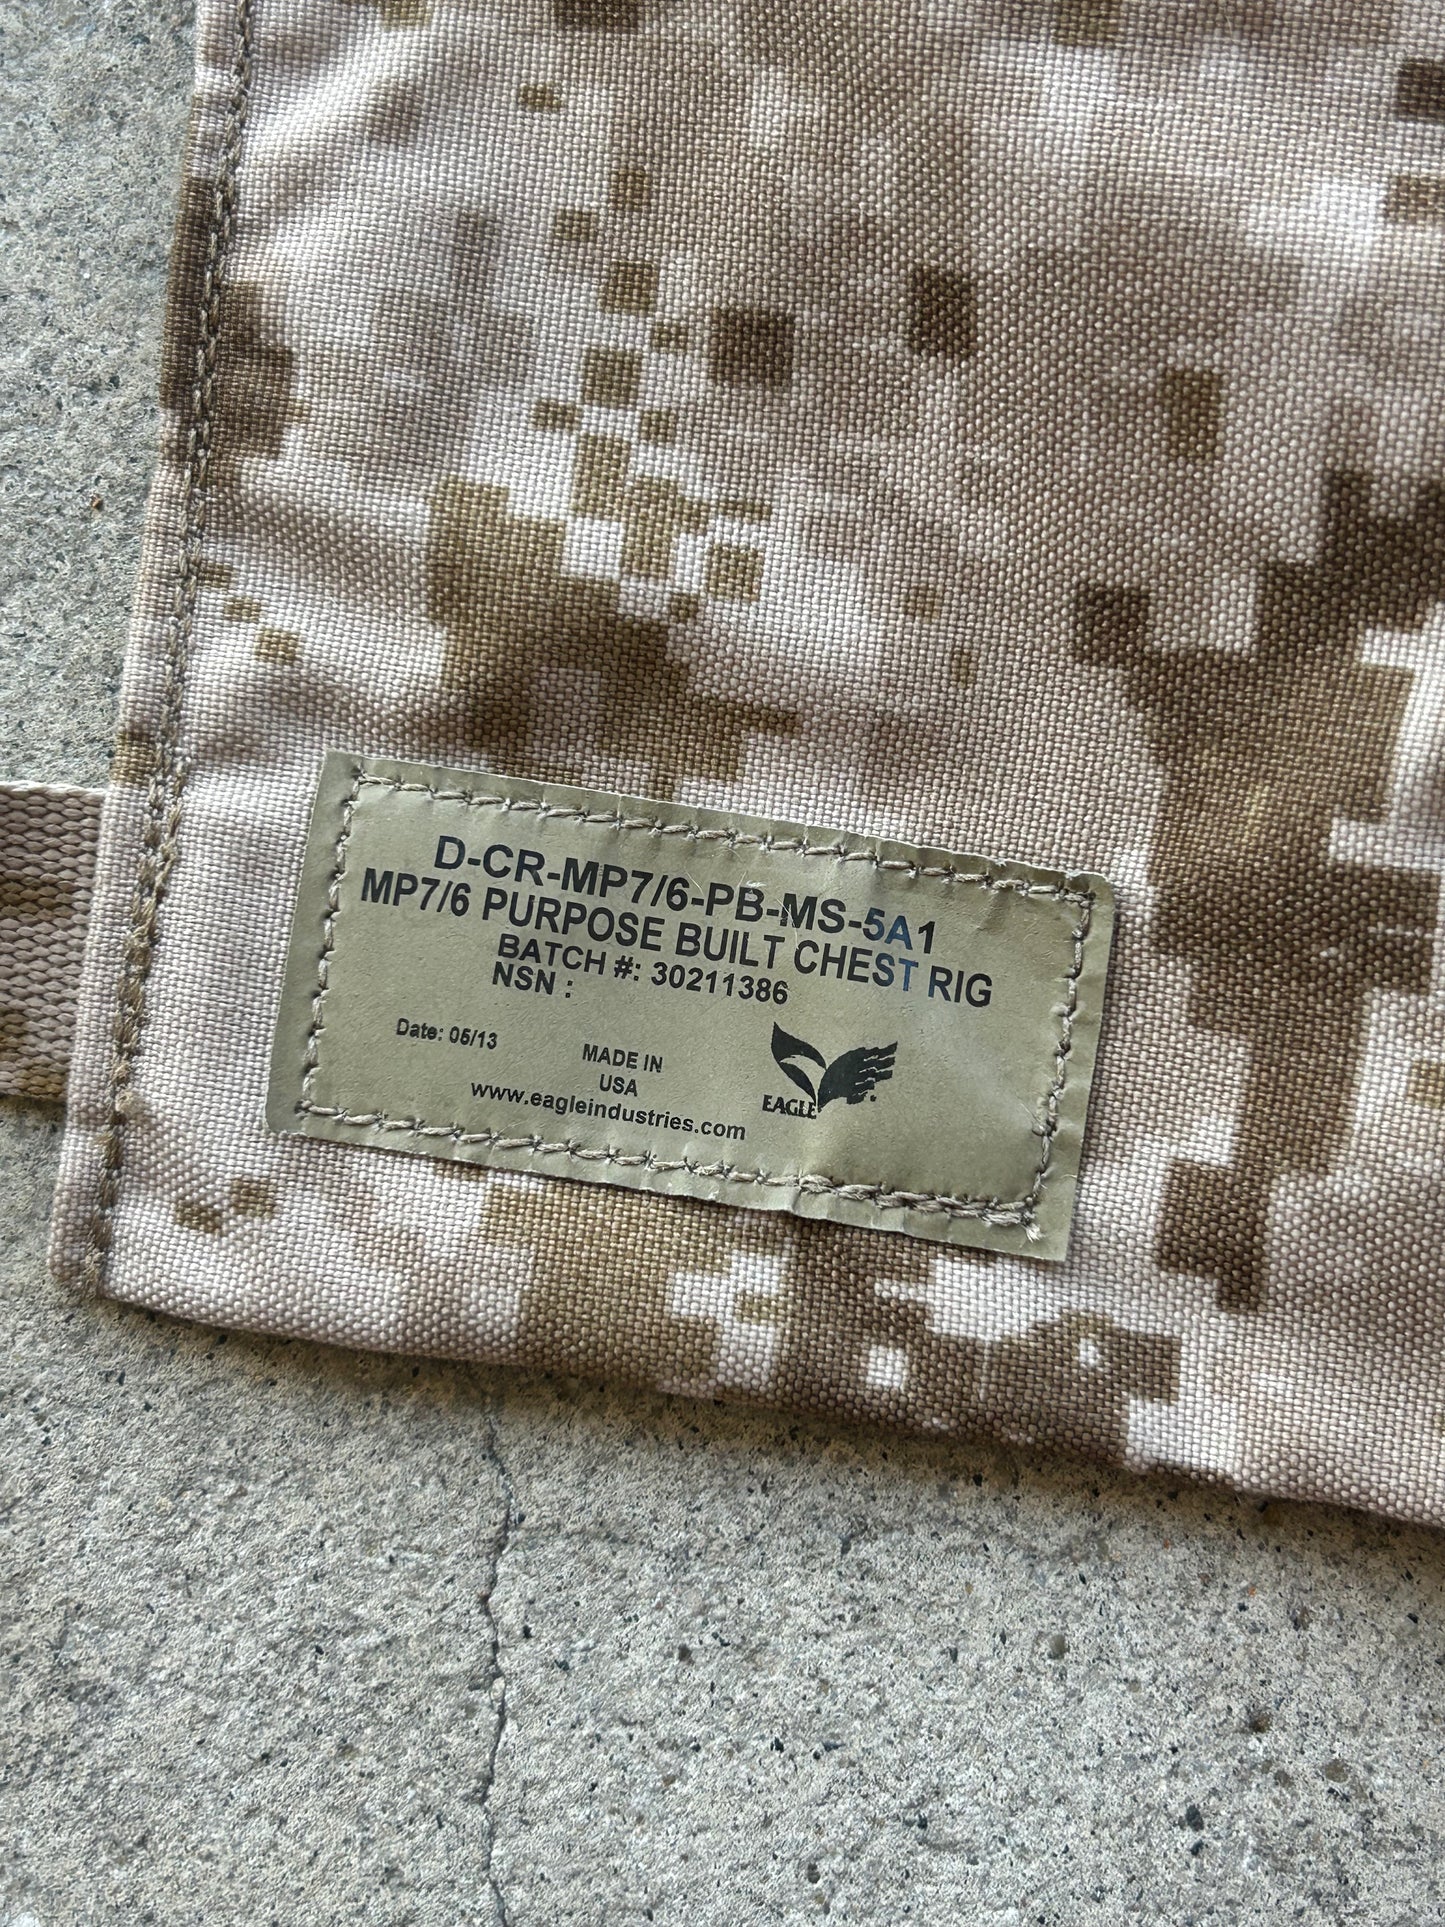 D-CR-MP7/6-PB-MS-5A1
MP7/6 PURPOSE BUILT CHEST RIG
BATCH #: 30211386
NSN :
Date: 05/13
MADE IN
USA
www.eagleindustries.com
EAGLE